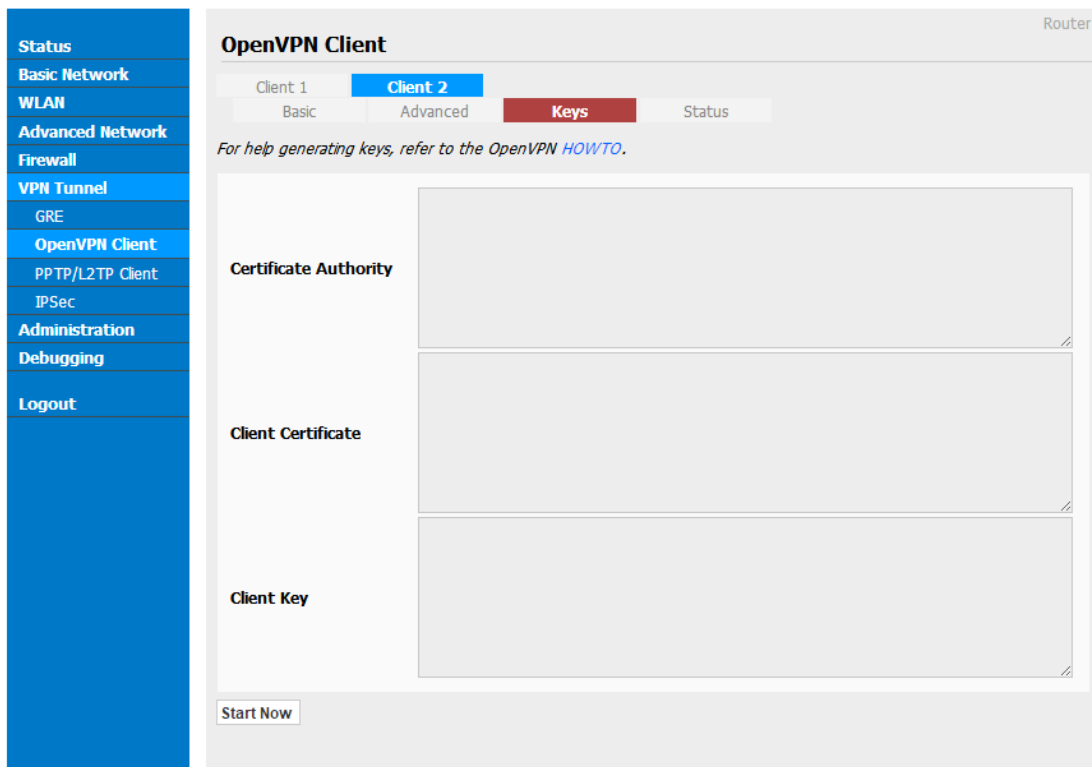 Router
Status
Basic Network
WLAN
Advanced Network
Firewall
VPN Tunnel
GRE
OpenVPN Client
PPTP/L2TP Client
IPSec
Administration
Debugging
Logout
OpenVPN Client
Client 1 Client 2
Basic Advanced Keys Status
For help generating keys, refer to the OpenVPN HOWTO.
Certificate Authority
Client Certificate
Client Key
Start Now